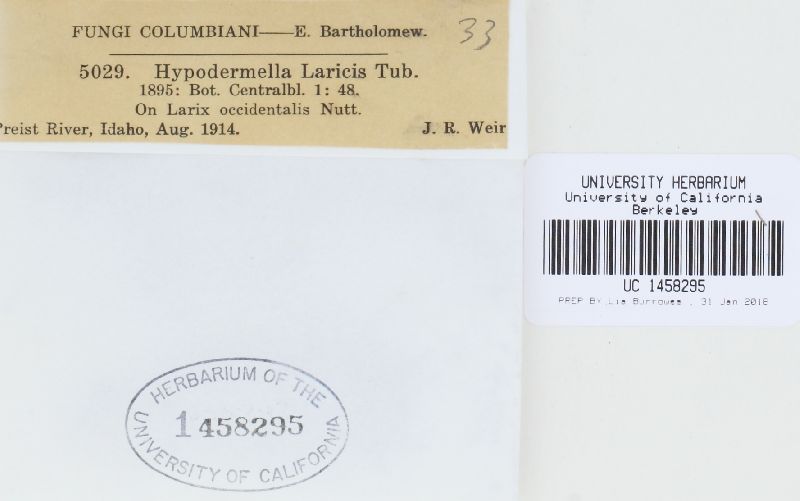 FUNGI COLUMBIANI—E. Bartholomew.
33
5029. Hypodermella Laricis Tub.
1895: Bot. Centralbl. 1: 48.
On Larix occidentalis Nutt.
Preist River, Idaho, Aug. 1914. J. R. Weir
UNIVERSITY HERBARIUM
University of California
Berkeley
UC 1458295
PREP BY Lia Burrowes , 31 Jan 2018
HERBARIUM OF THE
1458295
UNIVERSITY OF CALIFORNIA